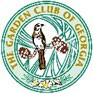 THE GARDEN CLUB OF GEORGIA